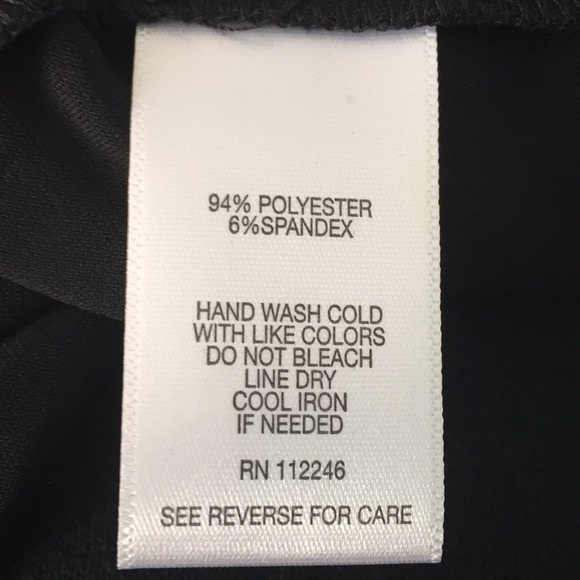 94% POLYESTER
6%SPANDEX
HAND WASH COLD
WITH LIKE COLORS
DO NOT BLEACH
LINE DRY
COOL IRON
IF NEEDED
RN 112246
SEE REVERSE FOR CARE